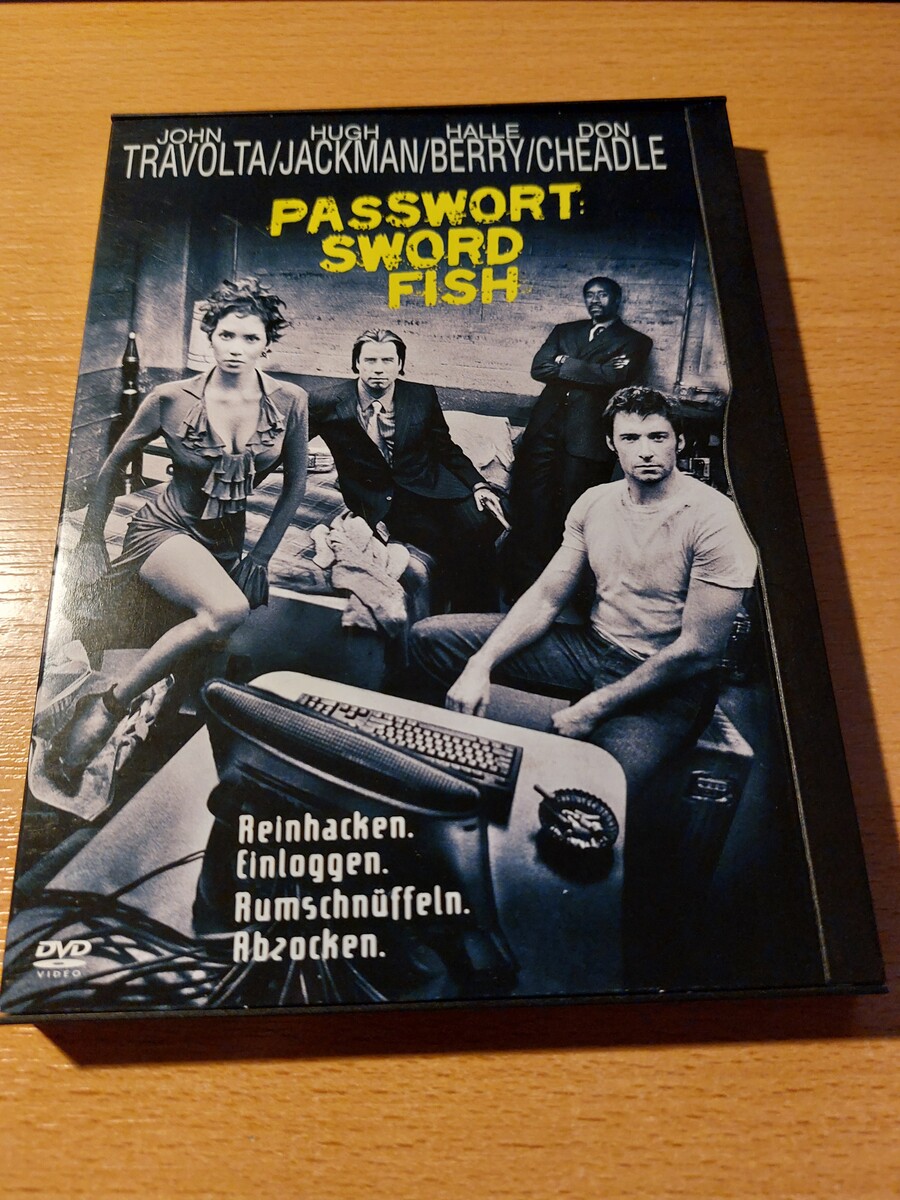 JOHN HUGH HALLE DON
TRAVOLTA/JACKMAN/BERRY/CHEADLE
PASSWORT:
SWORD
FISH
Reinhacken.
Einloggen.
Rumschnüffeln.
Abzocken.
DVD
VIDEO